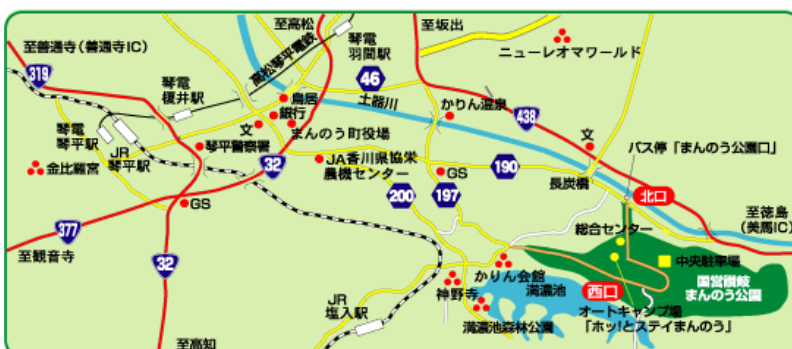 至善通寺（善通寺IC）
至高松
琴電
羽間駅
至坂出
ニューレオマワールド
319
高松琴平電鉄
琴電
榎井駅
46
土器川
鳥居
銀行
文
まんのう町役場
かりん温泉
438
文
バス停「まんのう公園口」
琴電
琴平駅
JR
琴平駅
琴平警察署
32
JA香川県協栄
農機センター
GS
190
長炭橋
北口
金比羅宮
GS
200
197
至徳島
（美馬IC）
377
至観音寺
32
総合センター
中央駐車場
かりん会館
神野寺
満濃池
西口
国営讃岐
まんのう公園
JR
塩入駅
満濃池森林公園
オートキャンプ場
「ホッ!とステイまんのう」
至高知